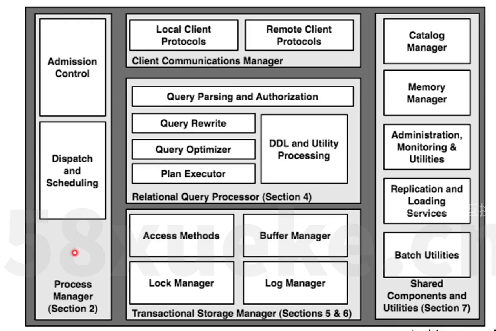 Admission
Control
Dispatch
and
Scheduling
Process
Manager
(Section 2)
Local Client
Protocols
Remote Client
Protocols
Client Communications Manager
Query Parsing and Authorization
Query Rewrite
Query Optimizer
Plan Executor
DDL and Utility
Processing
Relational Query Processor (Section 4)
Access Methods
Buffer Manager
Lock Manager
Log Manager
Transactional Storage Manager (Sections 5 & 6)
Catalog
Manager
Memory
Manager
Administration,
Monitoring &
Utilities
Replication and
Loading
Services
Batch Utilities
Shared
Components and
Utilities (Section 7)